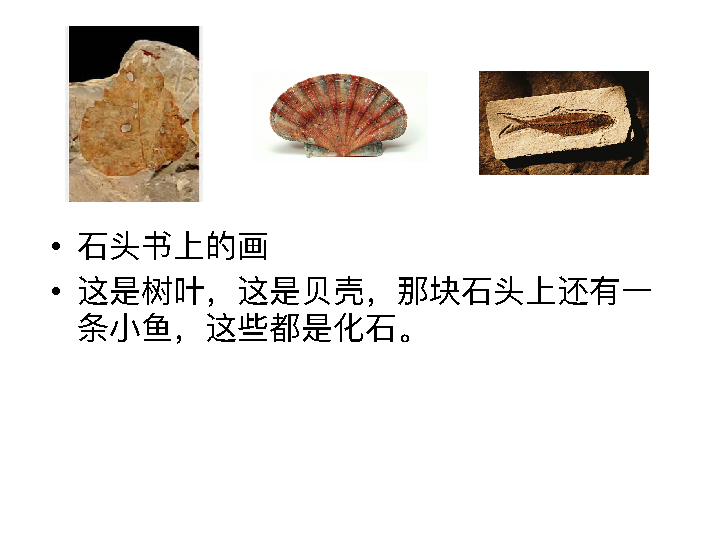 • 石头书上的画
• 这是树叶，这是贝壳，那块石头上还有一
条小鱼，这些都是化石。